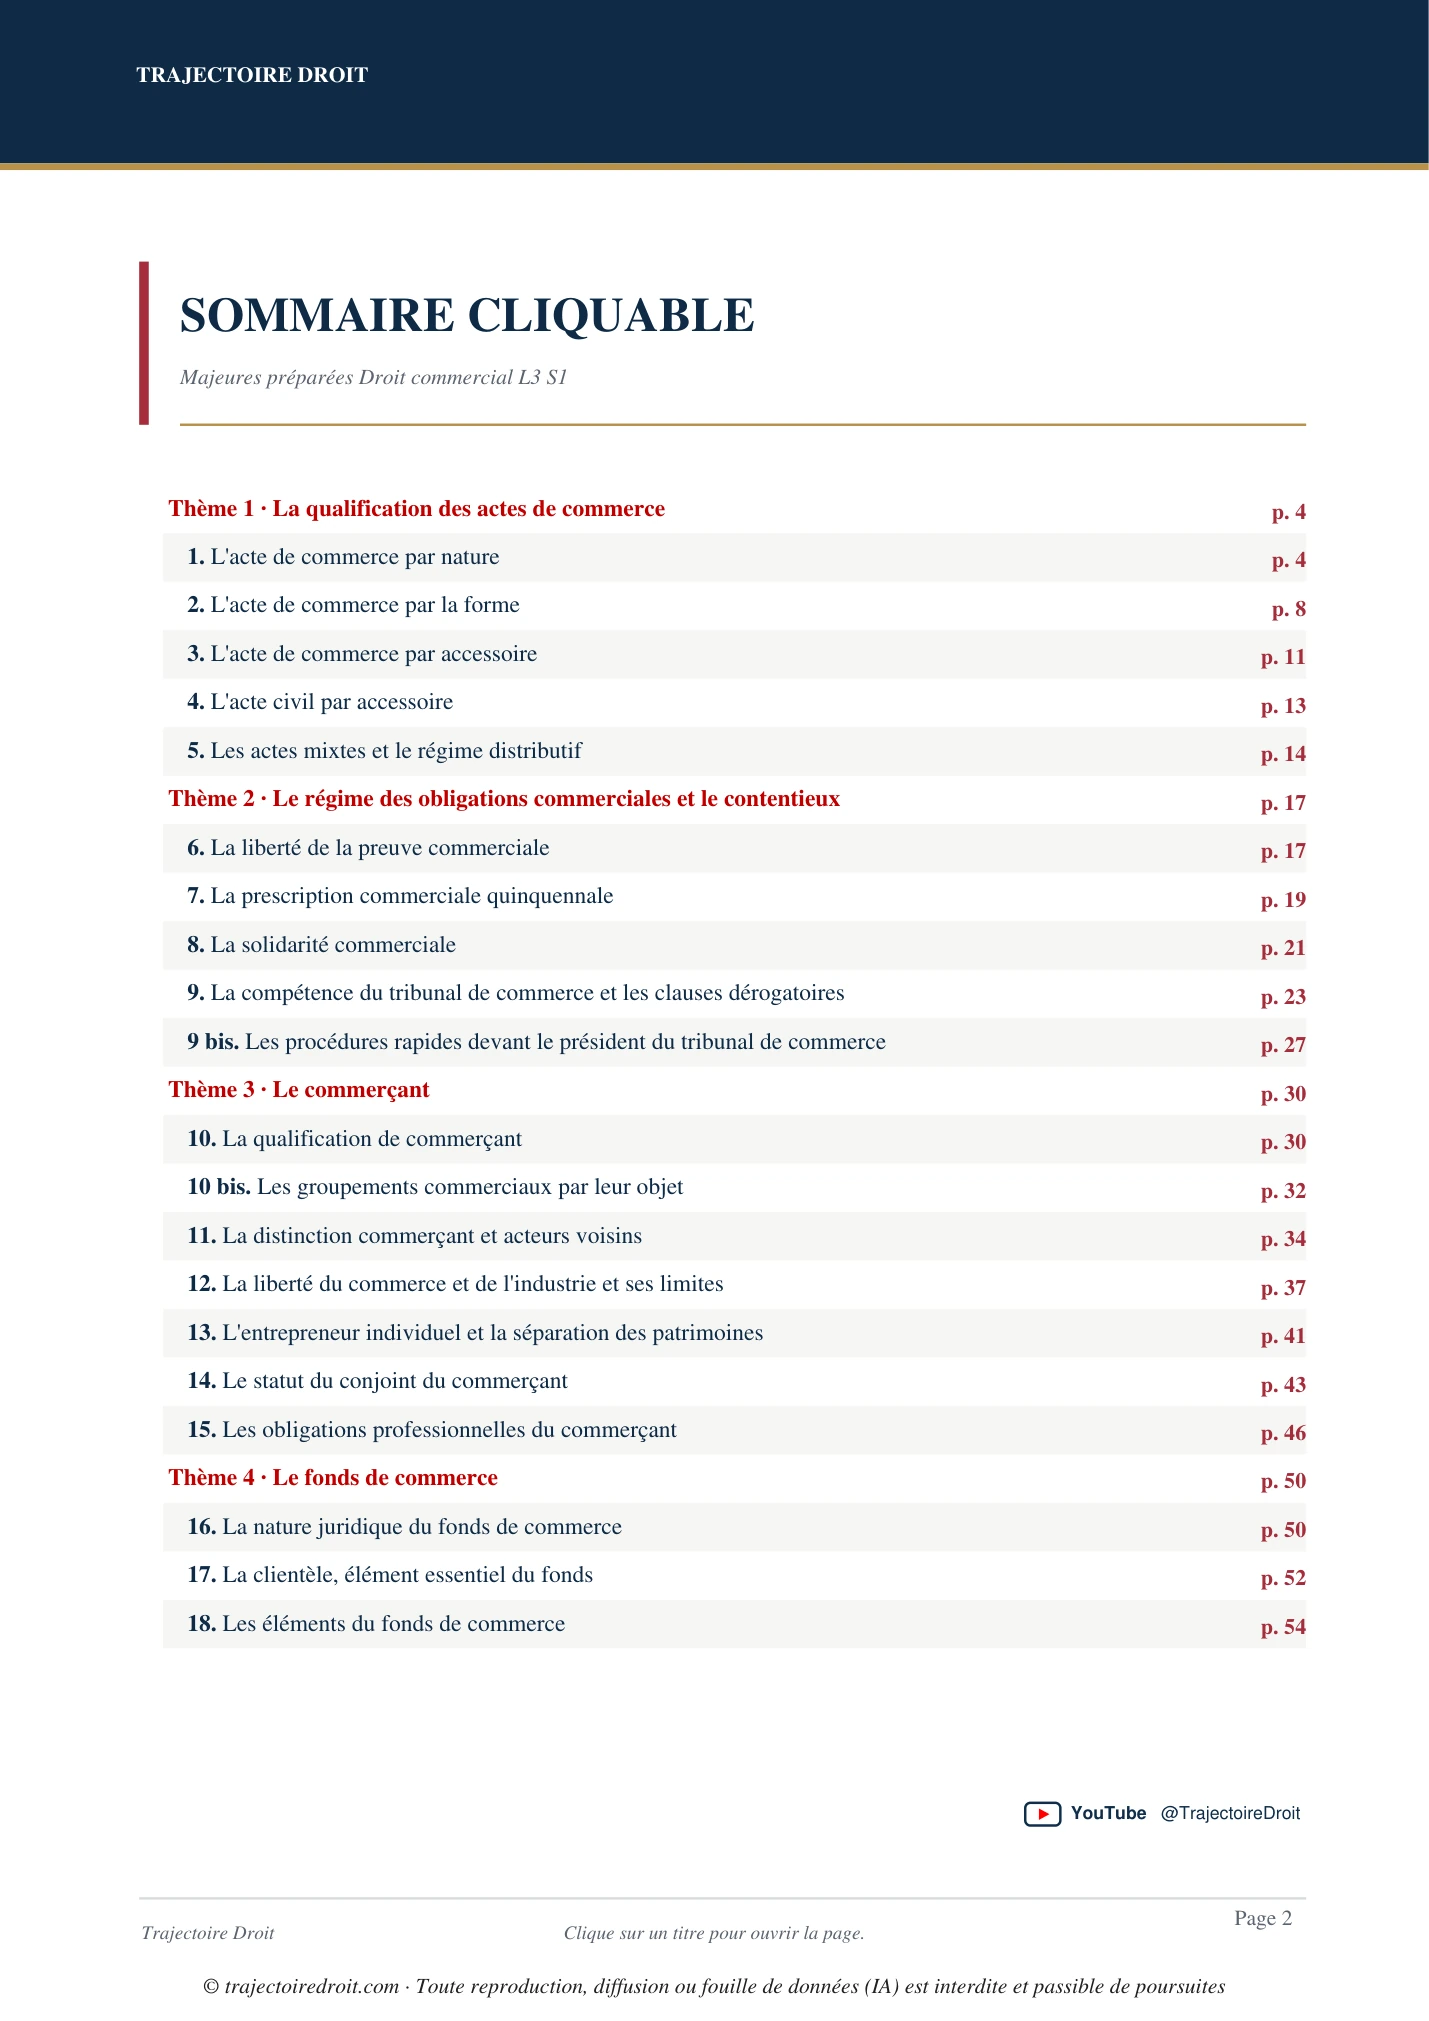 TRAJECTOIRE DROIT
SOMMAIRE CLIQUABLE
Majeures préparées Droit commercial L3 S1
Thème 1 · La qualification des actes de commerce p. 4
1. L'acte de commerce par nature p. 4
2. L'acte de commerce par la forme p. 8
3. L'acte de commerce par accessoire p. 11
4. L'acte civil par accessoire p. 13
5. Les actes mixtes et le régime distributif p. 14
Thème 2 · Le régime des obligations commerciales et le contentieux p. 17
6. La liberté de la preuve commerciale p. 17
7. La prescription commerciale quinquennale p. 19
8. La solidarité commerciale p. 21
9. La compétence du tribunal de commerce et les clauses dérogatoires p. 23
9 bis. Les procédures rapides devant le président du tribunal de commerce p. 27
Thème 3 · Le commerçant p. 30
10. La qualification de commerçant p. 30
10 bis. Les groupements commerciaux par leur objet p. 32
11. La distinction commerçant et acteurs voisins p. 34
12. La liberté du commerce et de l'industrie et ses limites p. 37
13. L'entrepreneur individuel et la séparation des patrimoines p. 41
14. Le statut du conjoint du commerçant p. 43
15. Les obligations professionnelles du commerçant p. 46
Thème 4 · Le fonds de commerce p. 50
16. La nature juridique du fonds de commerce p. 50
17. La clientèle, élément essentiel du fonds p. 52
18. Les éléments du fonds de commerce p. 54
YouTube @TrajectoireDroit
Page 2
Trajectoire Droit Clique sur un titre pour ouvrir la page.
© trajectoiredroit.com · Toute reproduction, diffusion ou fouille de données (IA) est interdite et passible de poursuites